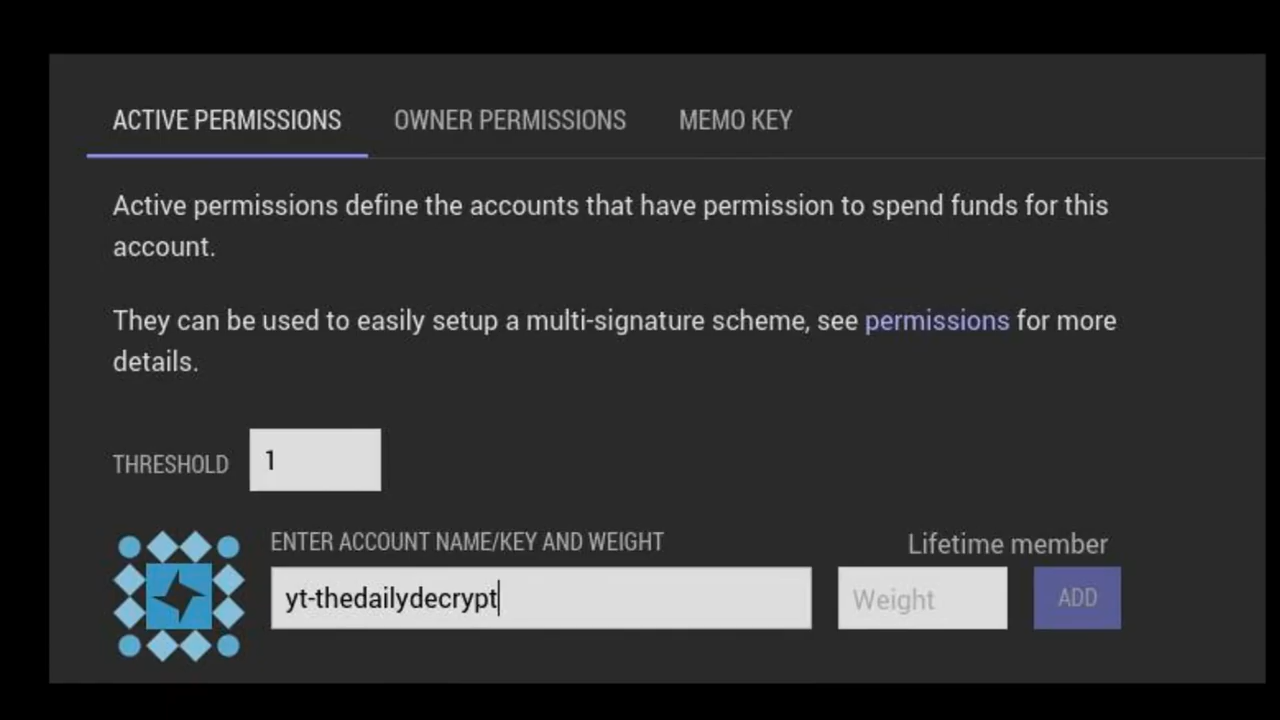 ACTIVE PERMISSIONS OWNER PERMISSIONS MEMO KEY
Active permissions define the accounts that have permission to spend funds for this
account.
They can be used to easily setup a multi-signature scheme, see permissions for more
details.
THRESHOLD 1
ENTER ACCOUNT NAME/KEY AND WEIGHT Lifetime member
yt-thedailydecrypt Weight ADD